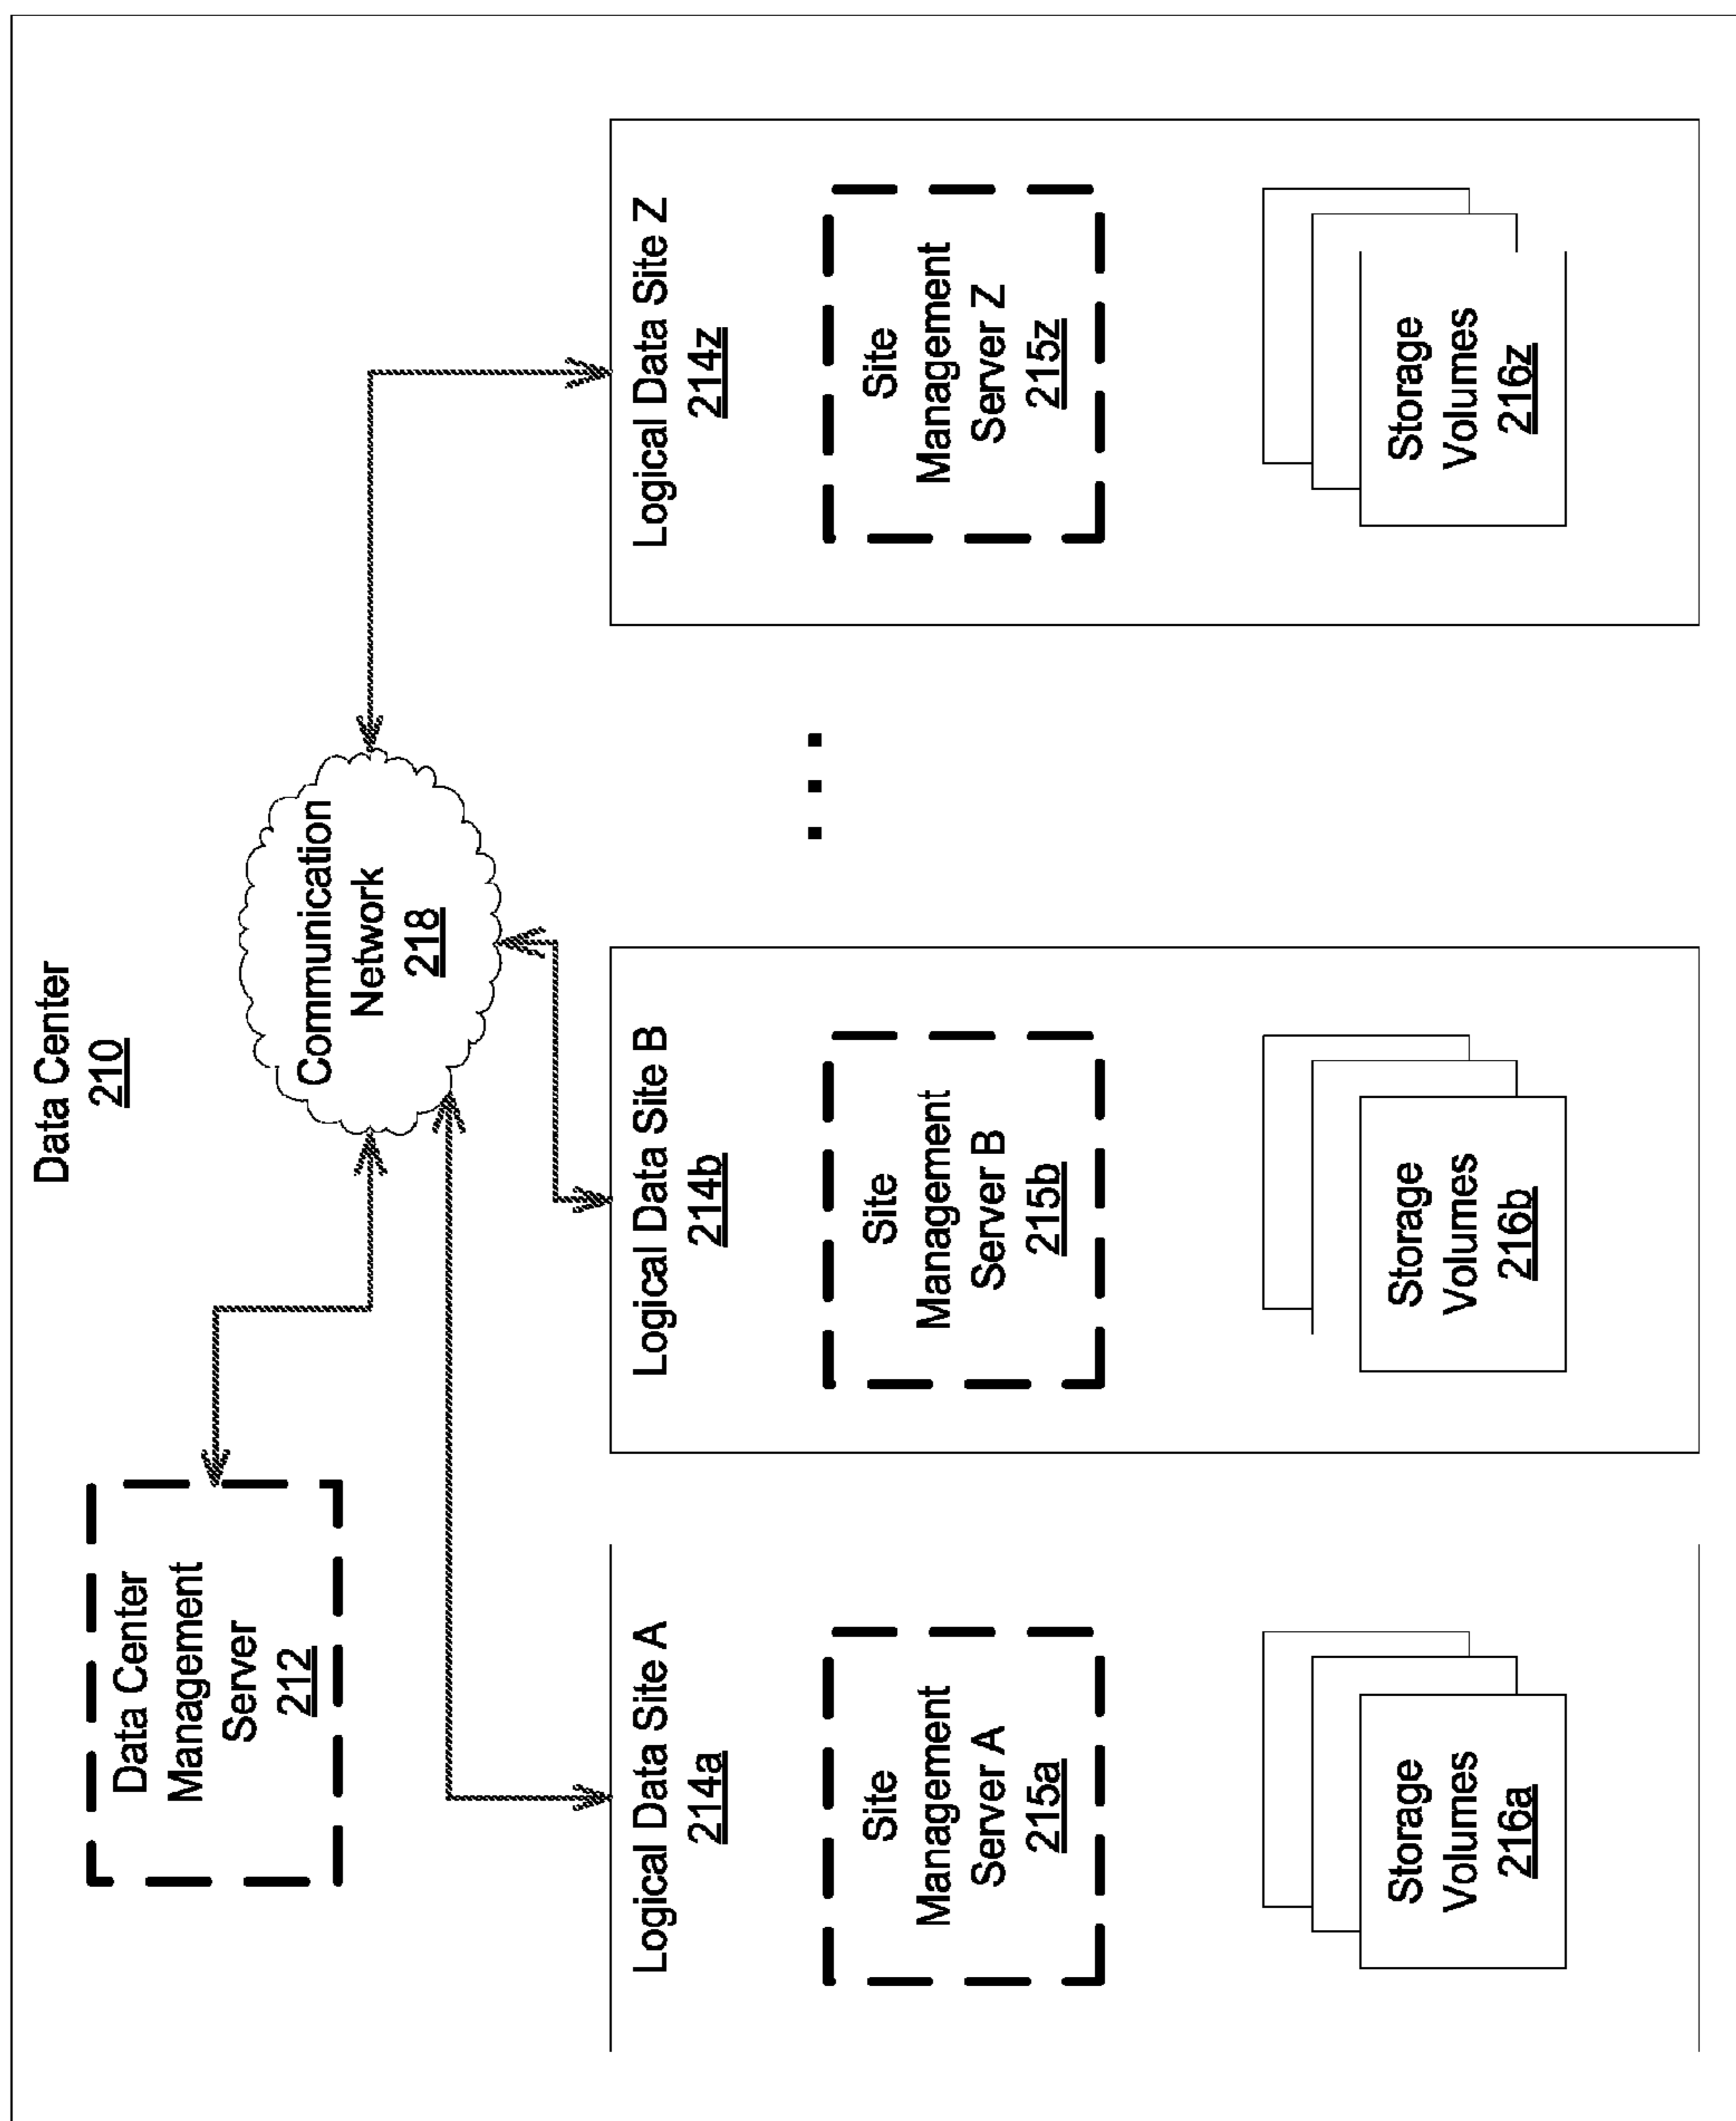 Data Center
210
Data Center
Management
Server
212
Communication
Network
218
Logical Data Site A
214a
Site
Management
Server A
215a
Storage
Volumes
216a
Logical Data Site B
214b
Site
Management
Server B
215b
Storage
Volumes
216b
. . .
Logical Data Site Z
214z
Site
Management
Server Z
215z
Storage
Volumes
216z